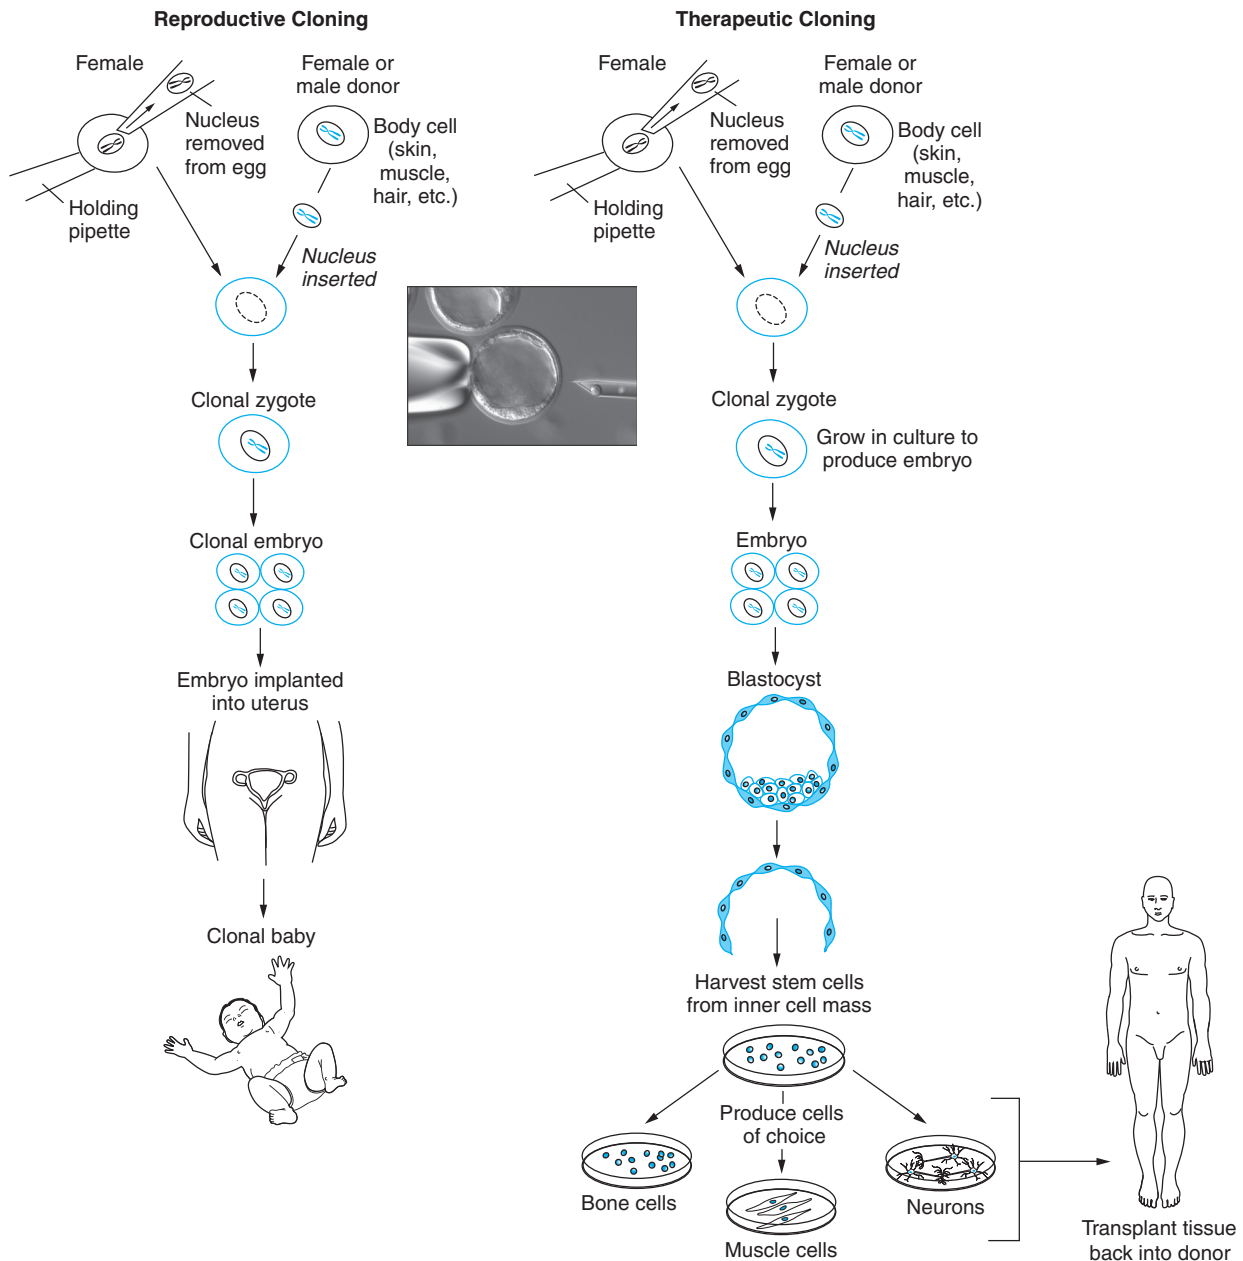 Reproductive Cloning
Female
Nucleus
removed
from egg
Holding
pipette
Female or
male donor
Body cell
(skin,
muscle,
hair, etc.)
Nucleus
inserted
Clonal zygote
Clonal embryo
Embryo implanted
into uterus
Clonal baby
Therapeutic Cloning
Female
Nucleus
removed
from egg
Holding
pipette
Female or
male donor
Body cell
(skin,
muscle,
hair, etc.)
Nucleus
inserted
Clonal zygote
Grow in culture to
produce embryo
Embryo
Blastocyst
Harvest stem cells
from inner cell mass
Produce cells
of choice
Bone cells
Muscle cells
Neurons
Transplant tissue
back into donor